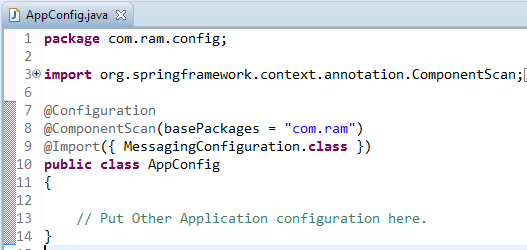 AppConfig.java
1 package com.ram.config;
2
3 import org.springframework.context.annotation.ComponentScan;
6
7 @Configuration
8 @ComponentScan(basePackages = "com.ram")
9 @Import({ MessagingConfiguration.class })
10 public class AppConfig
11 {
12
13 // Put Other Application configuration here.
14 }